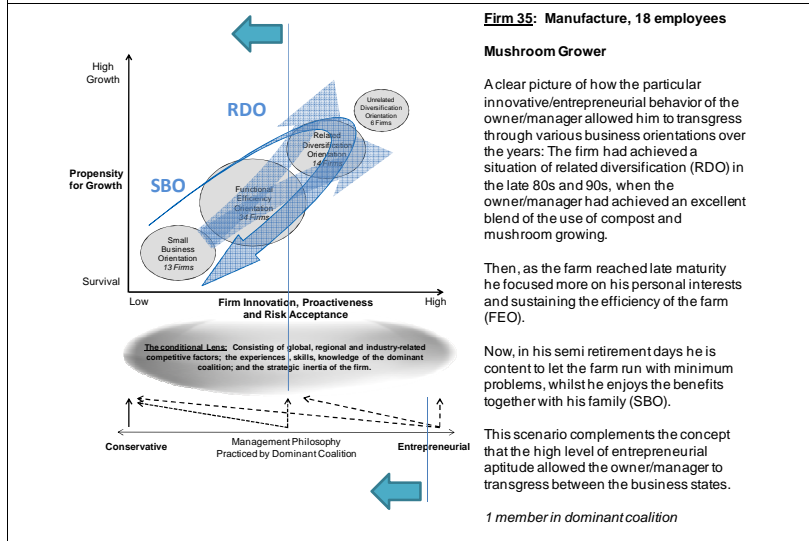 High
Growth
Propensity
for Growth
Survival
RDO
SBO
Unrelated
Diversification
Orientation
6 Firms
Related
Diversification
Orientation
14 Firms
Functional
Efficiency
Orientation
34 Firms
Small
Business
Orientation
13 Firms
Low
Firm Innovation, Proactiveness
and Risk Acceptance
High
The conditional Lens: Consisting of global, regional and industry-related
competitive factors; the experiences , skills, knowledge of the dominant
coalition; and the strategic inertia of the firm.
Conservative
Management Philosophy
Practiced by Dominant Coalition
Entrepreneurial
Firm 35: Manufacture, 18 employees
Mushroom Grower
A clear picture of how the particular
innovative/entrepreneurial behavior of the
owner/manager allowed him to transgress
through various business orientations over
the years: The firm had achieved a
situation of related diversification (RDO) in
the late 80s and 90s, when the
owner/manager had achieved an excellent
blend of the use of compost and
mushroom growing.
Then, as the farm reached late maturity
he focused more on his personal interests
and sustaining the efficiency of the farm
(FEO).
Now, in his semi retirement days he is
content to let the farm run with minimum
problems, whilst he enjoys the benefits
together with his family (SBO).
This scenario complements the concept
that the high level of entrepreneurial
aptitude allowed the owner/manager to
transgress between the business states.
1 member in dominant coalition